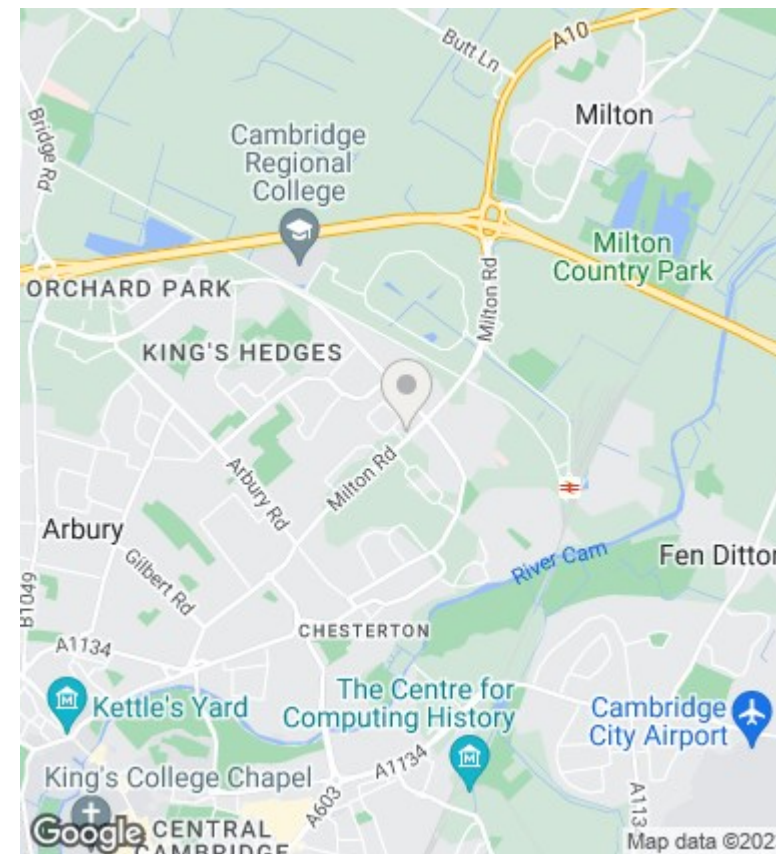 A10
Butt Ln
Milton
Bridge Rd
Cambridge
Regional
College
Milton
Country Park
ORCHARD PARK
Milton Rd
KING'S HEDGES
Milton Rd
Arbury Rd
Arbury
Gilbert Rd
River Cam
Fen Ditton
B1049
CHESTERTON
A1134
The Centre for
Computing History
Kettle's Yard
Cambridge
City Airport
A1134
King's College Chapel
A603
A113
Google
CENTRAL
CAMBRIDGE
Map data ©202